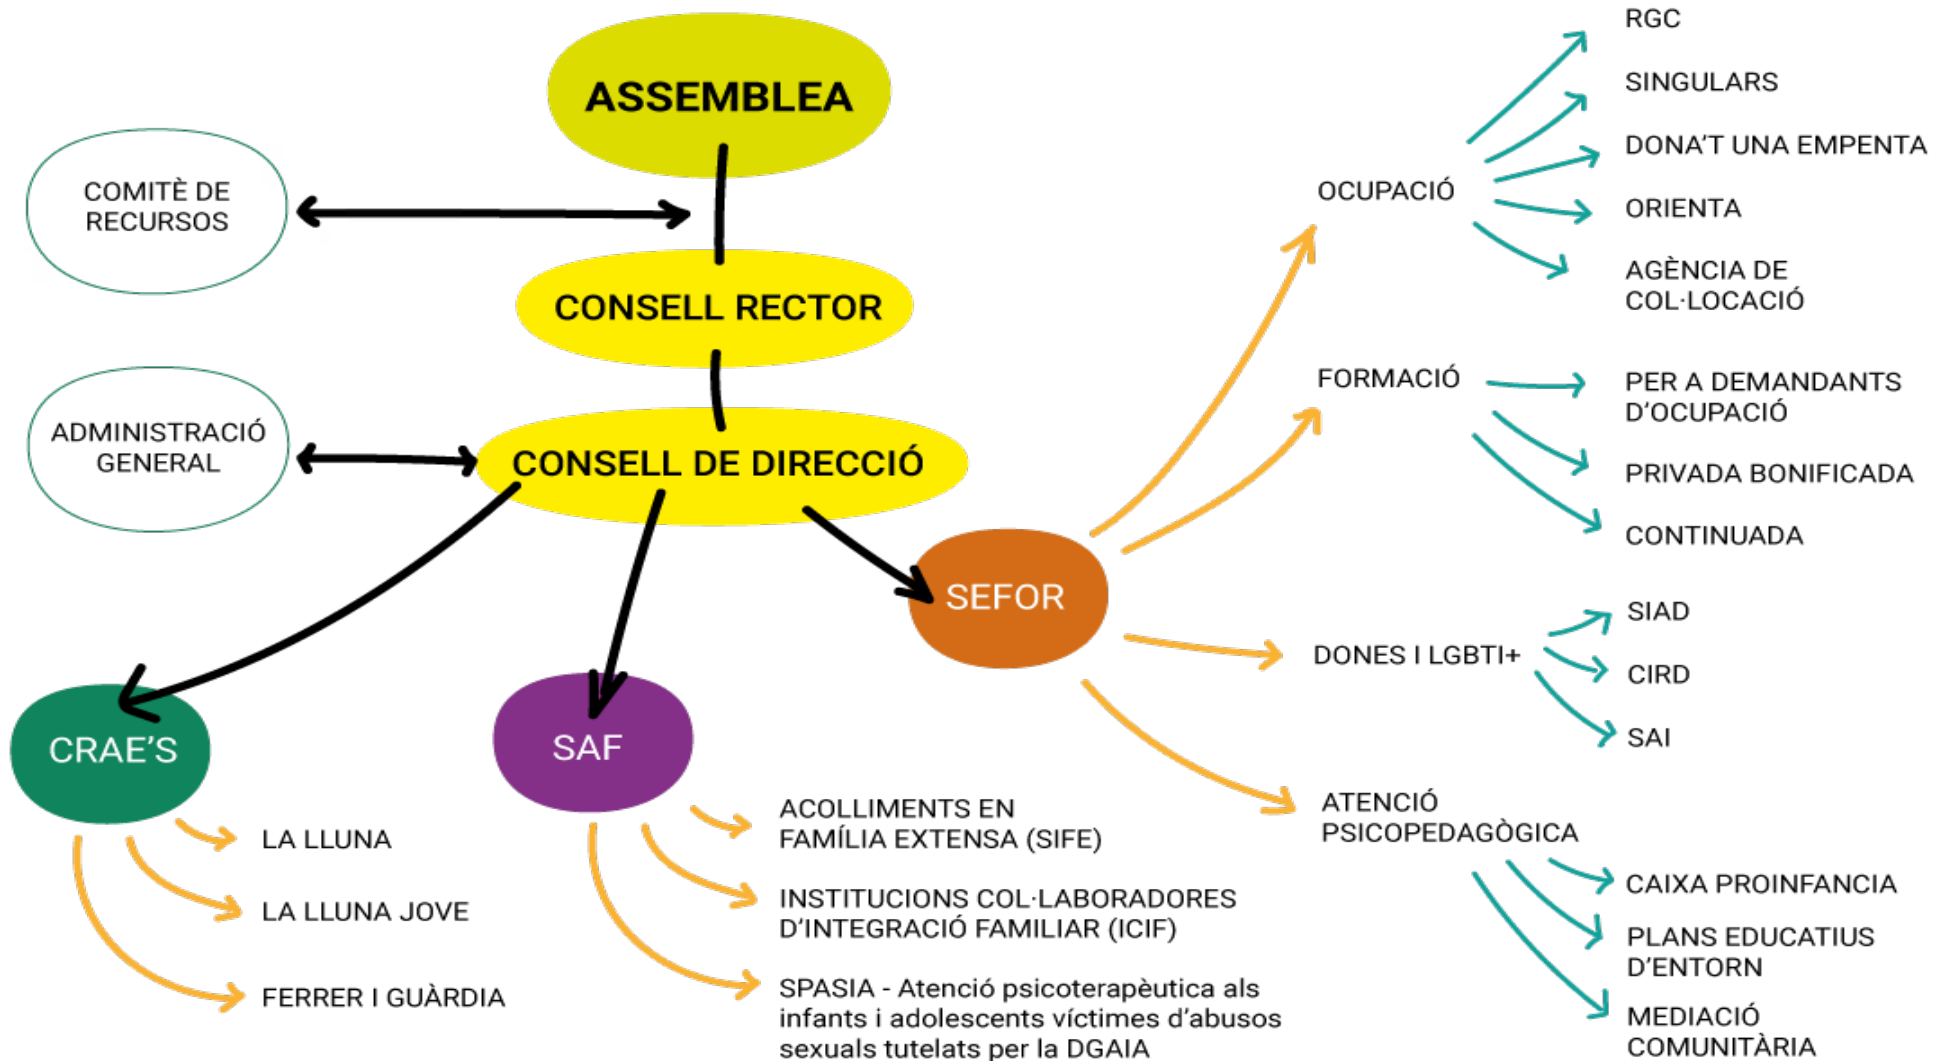 ASSEMBLEA
COMITÈ DE
RECURSOS
CONSELL RECTOR
ADMINISTRACIÓ
GENERAL
CONSELL DE DIRECCIÓ
CRAE'S
LA LLUNA
LA LLUNA JOVE
FERRER I GUÀRDIA
SAF
ACOLLIMENTS EN
FAMÍLIA EXTENSA (SIFE)
INSTITUCIONS COL·LABORADORES
D'INTEGRACIÓ FAMILIAR (ICIF)
SPASIA - Atenció psicoterapèutica als
infants i adolescents víctimes d'abusos
sexuals tutelats per la DGAIA
SEFOR
OCUPACIÓ
RGC
SINGULARS
DONA'T UNA EMPENTA
ORIENTA
AGÈNCIA DE
COL·LOCACIÓ
FORMACIÓ
PER A DEMANDANTS
D'OCUPACIÓ
PRIVADA BONIFICADA
CONTINUADA
DONES I LGBTI+
SIAD
CIRD
SAI
ATENCIÓ
PSICOPEDAGÒGICA
CAIXA PROINFANCIA
PLANS EDUCATIUS
D'ENTORN
MEDIACIÓ
COMUNITÀRIA